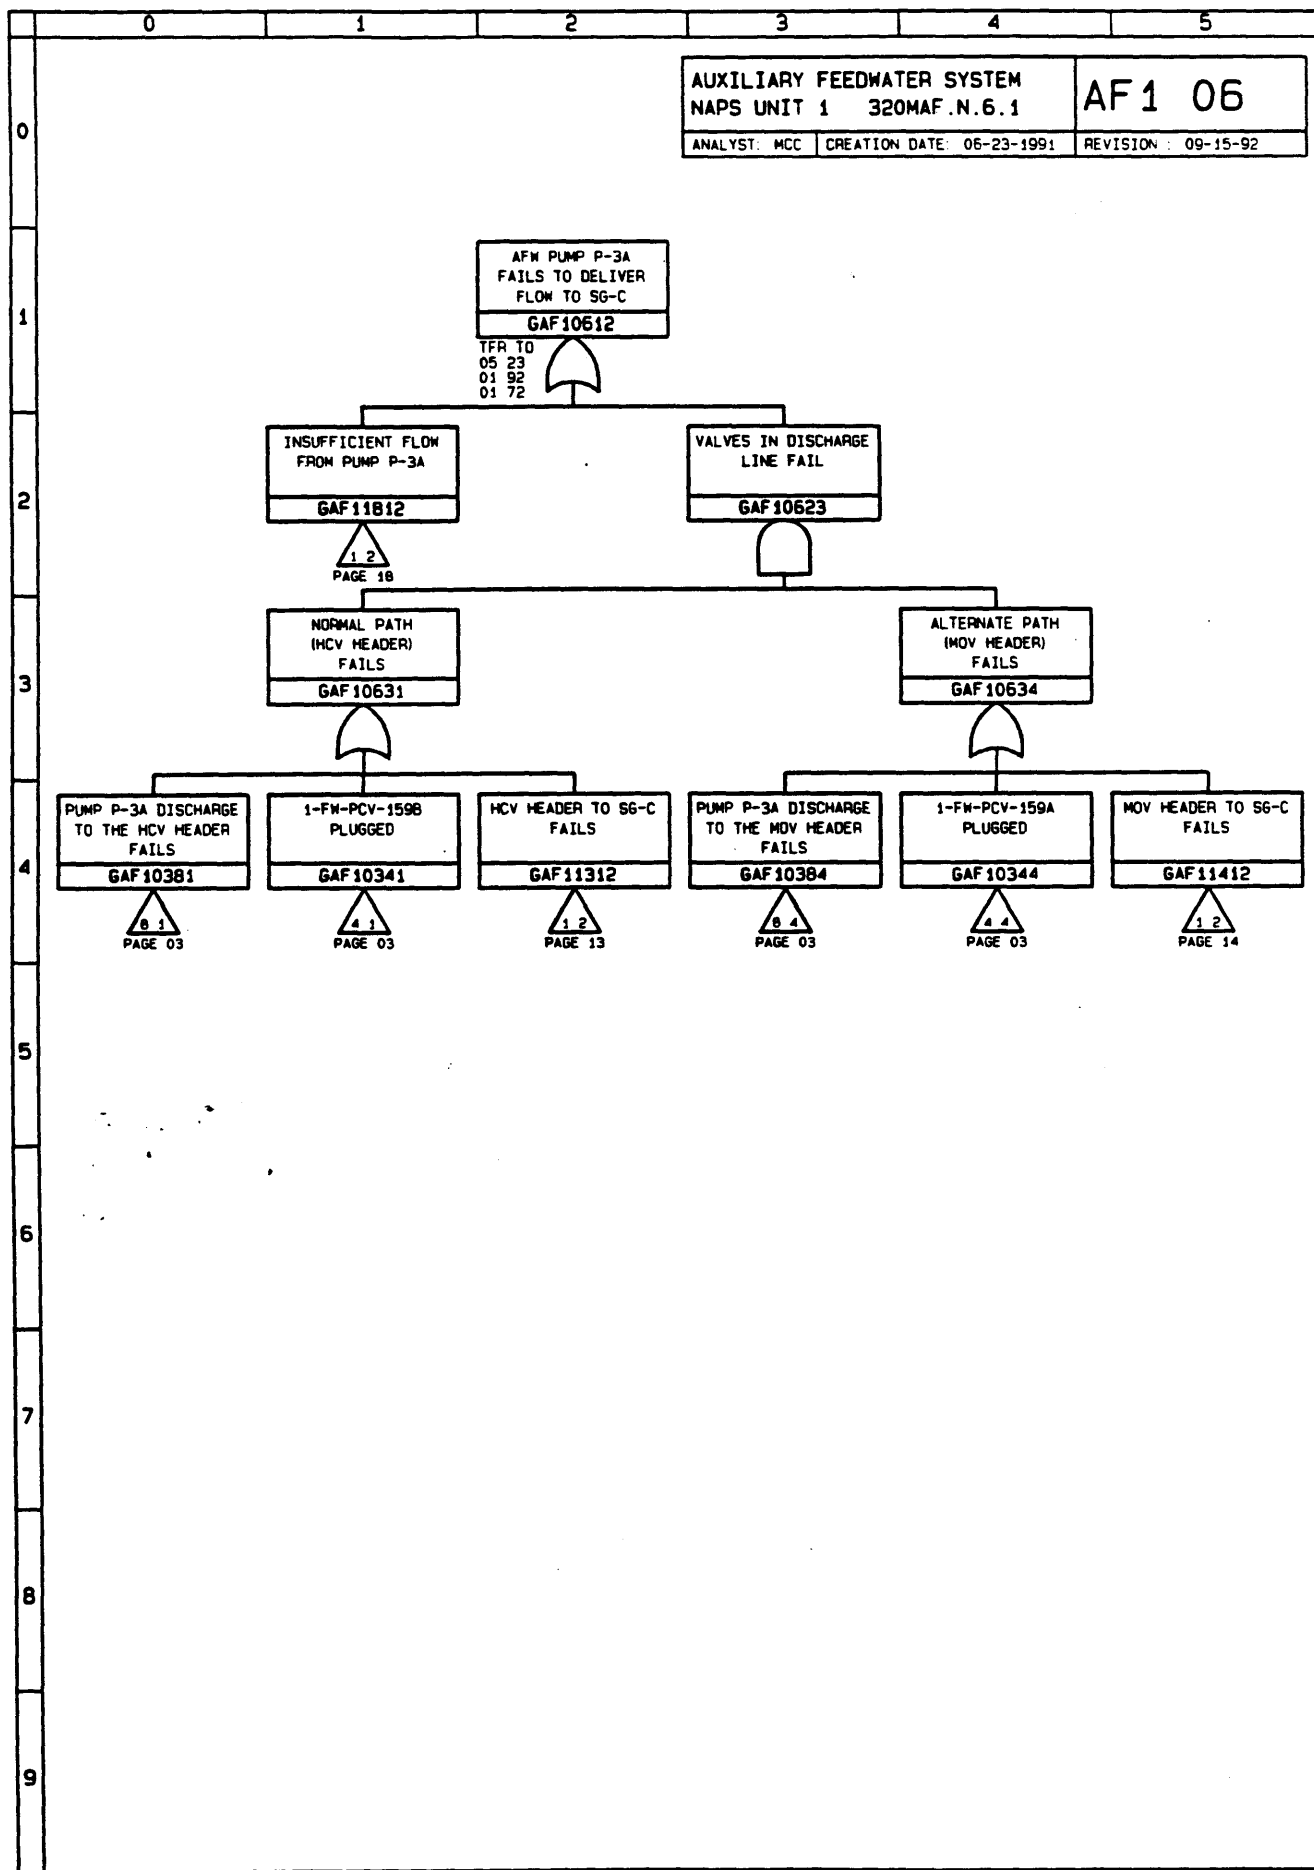 0 1 2 3 4 5
AUXILIARY FEEDWATER SYSTEM
NAPS UNIT 1 320MAF.N.6.1
AF1 06
ANALYST: MCC CREATION DATE: 06-23-1991 REVISION : 09-15-92
0
AFW PUMP P-3A
FAILS TO DELIVER
FLOW TO SG-C
GAF10612
1
TFR TO
05 23
01 92
01 72
INSUFFICIENT FLOW
FROM PUMP P-3A
GAF11812
1 2
PAGE 18
VALVES IN DISCHARGE
LINE FAIL
GAF10623
2
NORMAL PATH
(HCV HEADER)
FAILS
GAF10631
ALTERNATE PATH
(MOV HEADER)
FAILS
GAF10634
3
PUMP P-3A DISCHARGE
TO THE HCV HEADER
FAILS
GAF10381
8 1
PAGE 03
1-FW-PCV-159B
PLUGGED
GAF10341
4 1
PAGE 03
HCV HEADER TO SG-C
FAILS
GAF11312
1 2
PAGE 13
PUMP P-3A DISCHARGE
TO THE MOV HEADER
FAILS
GAF10384
8 4
PAGE 03
1-FW-PCV-159A
PLUGGED
GAF10344
4 4
PAGE 03
MOV HEADER TO SG-C
FAILS
GAF11412
1 2
PAGE 14
4
5
6
7
8
9